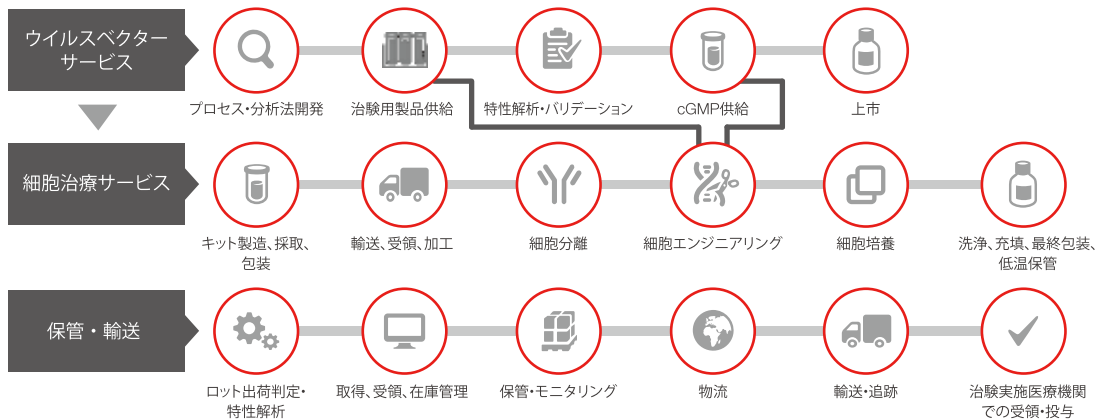 ウイルスベクター
サービス
プロセス・分析法開発
治験用製品供給
特性解析・バリデーション
cGMP供給
上市
細胞治療サービス
キット製造、採取、
包装
輸送、受領、加工
細胞分離
細胞エンジニアリング
細胞培養
洗浄、充填、最終包装、
低温保管
保管・輸送
ロット出荷判定・
特性解析
取得、受領、在庫管理
保管・モニタリング
物流
輸送・追跡
治験実施医療機関
での受領・投与